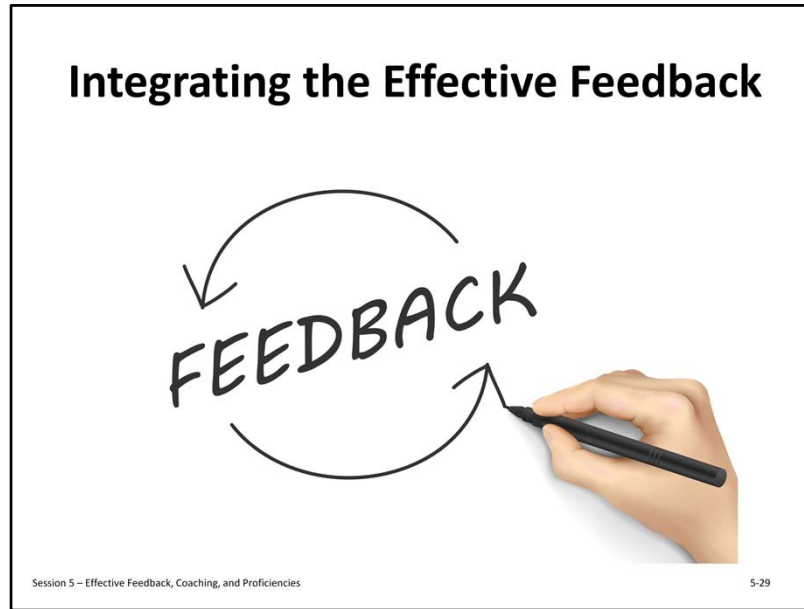 Integrating the Effective Feedback
FEEDBACK
Session 5 – Effective Feedback, Coaching, and Proficiencies
5-29